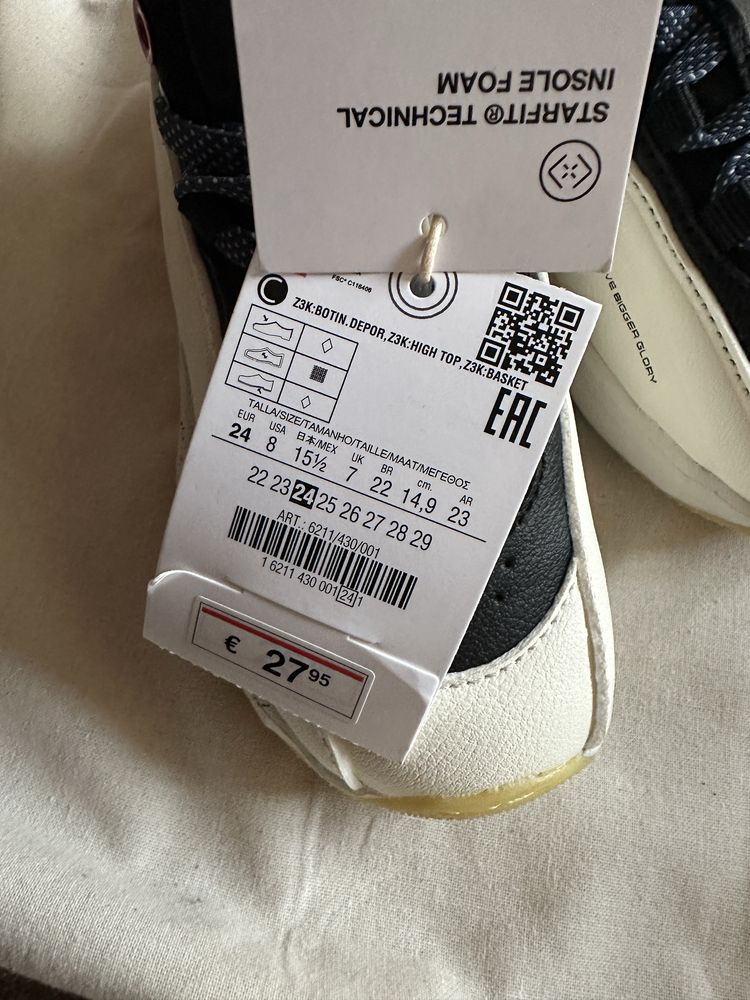 STARFIT® TECHNICAL
INSOLE FOAM
FSC® C116406
Z3K:BOTIN.DEPOR,Z3K:HIGH TOP,Z3K:BASKET
EAC
TALLA/SIZE/TAMANHO/TAILLE/MAAT/ΜΕΓΕΘΟΣ
EUR USA 日本/MEX UK BR cm. AR
24 8 15½ 7 22 14,9 23
22 23 24 25 26 27 28 29
ART.: 6211/430/001
1 6211 430 001 24 1
€ 27 95
VE BIGGER GLORY